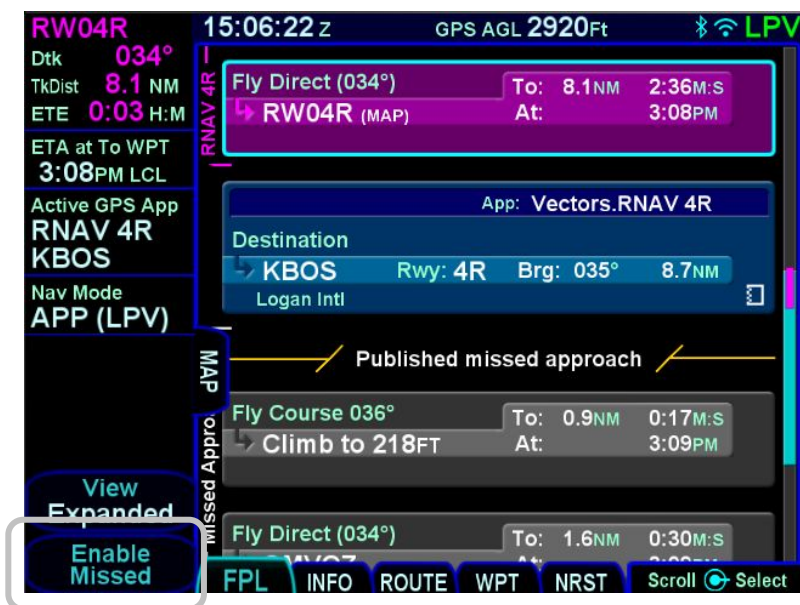 RW04R
15:06:22 Z
GPS AGL 2920FT
LPV
Dtk 034°
TkDist 8.1 NM
ETE 0:03 H:M
ETA at To WPT
3:08PM LCL
Active GPS App
RNAV 4R
KBOS
Nav Mode
APP (LPV)
View
Expanded
Enable
Missed
RNAV 4R
Fly Direct (034°)
To: 8.1NM 2:36M:S
RW04R (MAP)
At: 3:08PM
App: Vectors.RNAV 4R
Destination
KBOS Rwy: 4R Brg: 035° 8.7NM
Logan Intl
MAP
Published missed approach
Missed Appro
Fly Course 036°
To: 0.9NM 0:17M:S
Climb to 218FT
At: 3:09PM
Fly Direct (034°)
To: 1.6NM 0:30M:S
FPL INFO ROUTE WPT NRST Scroll Select